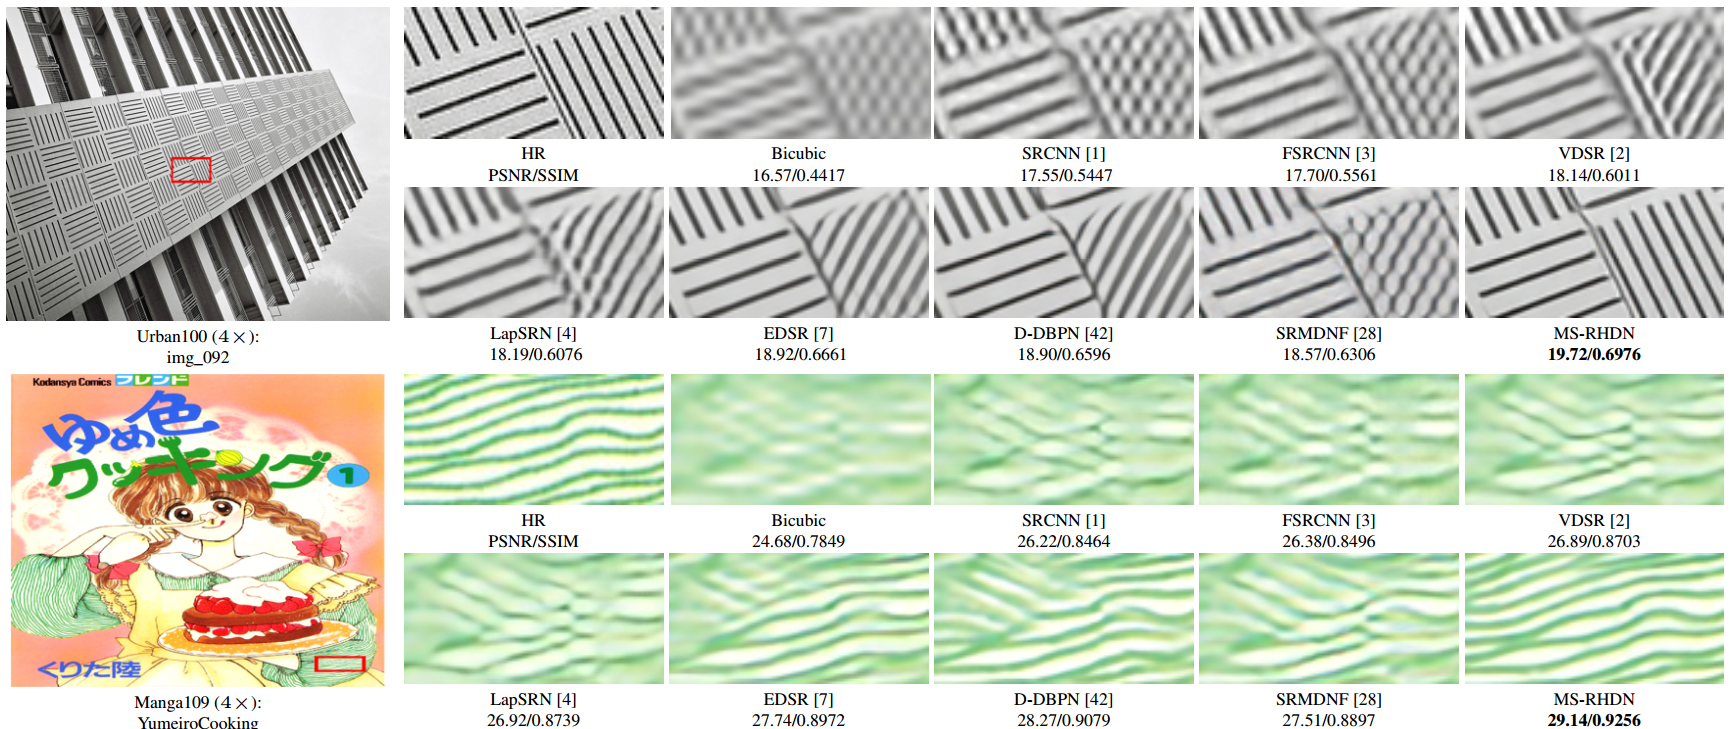 HR
PSNR/SSIM
Bicubic
16.57/0.4417
SRCNN [1]
17.55/0.5447
FSRCNN [3]
17.70/0.5561
VDSR [2]
18.14/0.6011
LapSRN [4]
18.19/0.6076
EDSR [7]
18.92/0.6661
D-DBPN [42]
18.90/0.6596
SRMDNF [28]
18.57/0.6306
MS-RHDN
19.72/0.6976
Urban100 (4×):
img_092
Kodansya Comics フレンド
ゆめ色
クッキング 1
くりた陸
Manga109 (4×):
YumeiroCooking
HR
PSNR/SSIM
Bicubic
24.68/0.7849
SRCNN [1]
26.22/0.8464
FSRCNN [3]
26.38/0.8496
VDSR [2]
26.89/0.8703
LapSRN [4]
26.92/0.8739
EDSR [7]
27.74/0.8972
D-DBPN [42]
28.27/0.9079
SRMDNF [28]
27.51/0.8897
MS-RHDN
29.14/0.9256